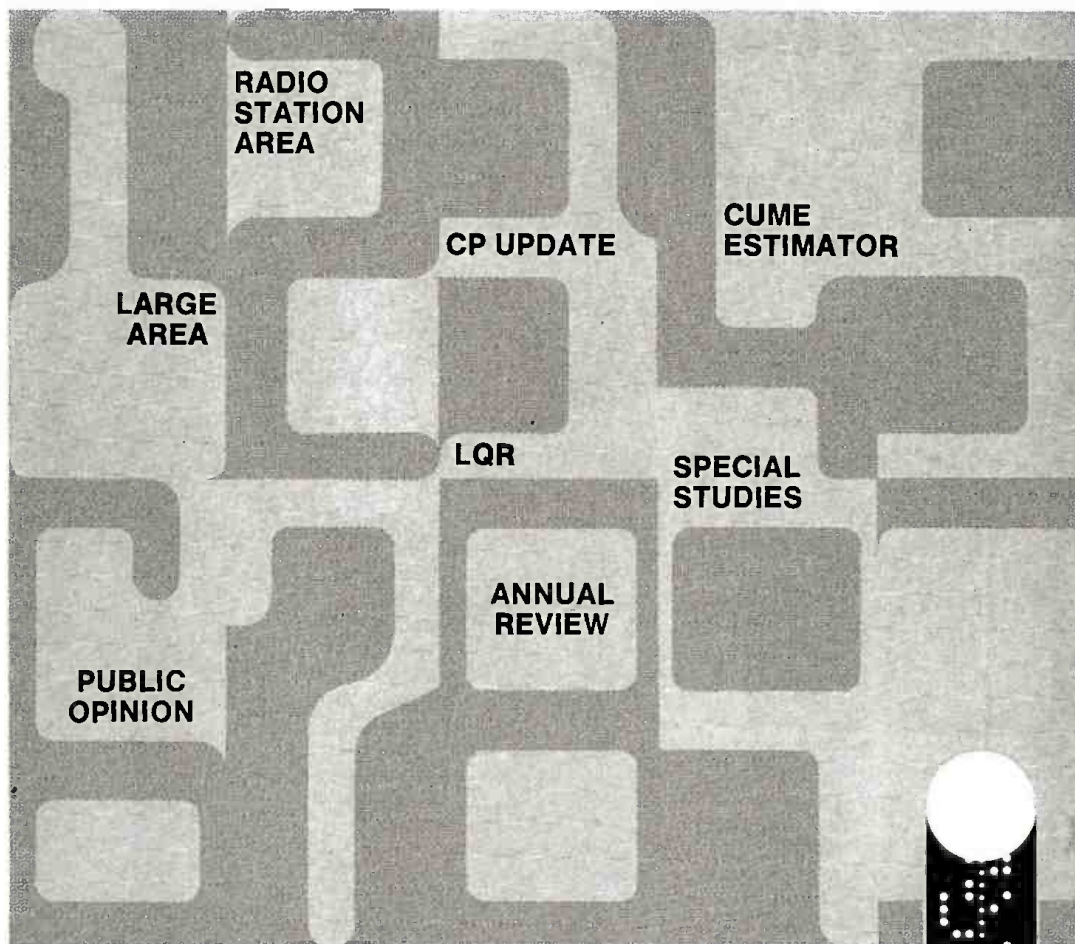 RADIO
STATION
AREA
CUME
ESTIMATOR
CP UPDATE
LARGE
AREA
LQR
SPECIAL
STUDIES
ANNUAL
REVIEW
PUBLIC
OPINION